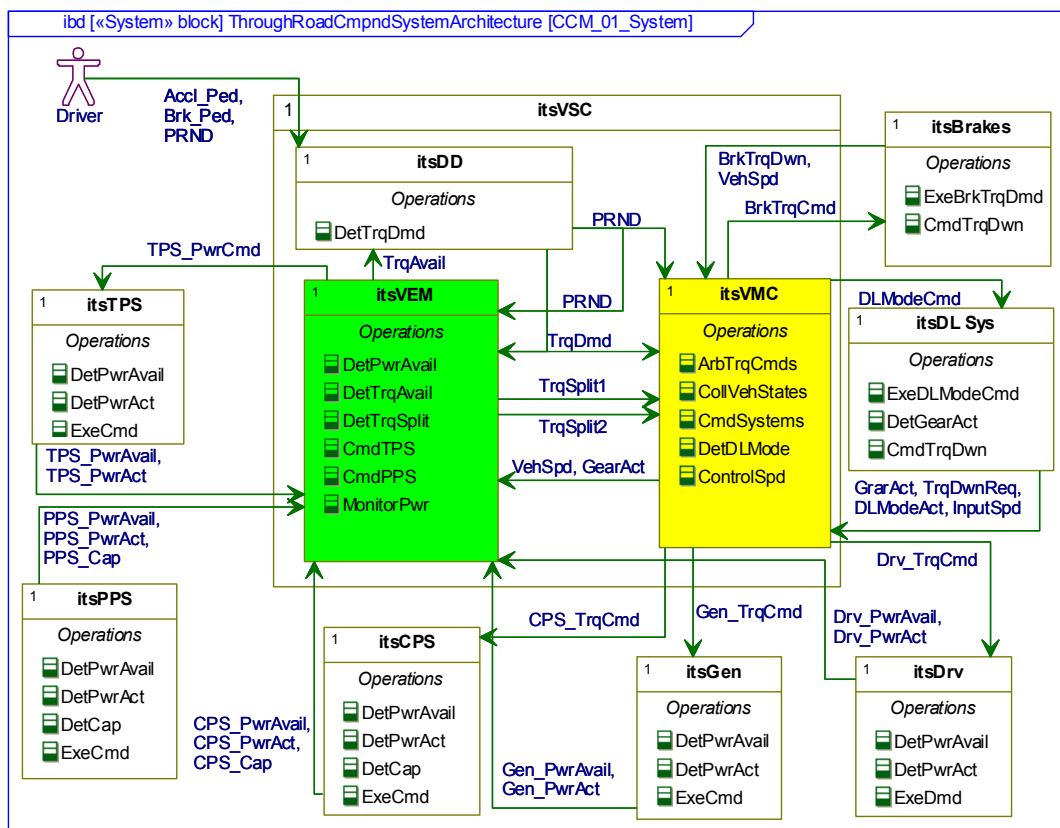 ibd [«System» block] ThroughRoadCmpndSystemArchitecture [CCM_01_System]
Driver
Accl_Ped,
Brk_Ped,
PRND
1
itsVSC
1
itsDD
Operations
DetTrqDmd
1
itsBrakes
Operations
ExeBrkTrqDmd
CmdTrqDwn
BrkTrqDwn,
VehSpd
BrkTrqCmd
PRND
TPS_PwrCmd
TrqAvail
PRND
TrqDmd
TrqSplit1
TrqSplit2
VehSpd, GearAct
1
itsTPS
Operations
DetPwrAvail
DetPwrAct
ExeCmd
1
itsVEM
Operations
DetPwrAvail
DetTrqAvail
DetTrqSplit
CmdTPS
CmdPPS
MonitorPwr
1
itsVMC
Operations
ArbTrqCmds
CollVehStates
CmdSystems
DetDLMode
ControlSpd
DLModeCmd
1
itsDL Sys
Operations
ExeDLModeCmd
DetGearAct
CmdTrqDwn
TPS_PwrAvail,
TPS_PwrAct
GrarAct, TrqDwnReq,
DLModeAct, InputSpd
PPS_PwrAvail,
PPS_PwrAct,
PPS_Cap
Drv_TrqCmd
1
itsPPS
Operations
DetPwrAvail
DetPwrAct
DetCap
ExeCmd
CPS_TrqCmd
Gen_TrqCmd
Drv_PwrAvail,
Drv_PwrAct
1
itsCPS
Operations
DetPwrAvail
DetPwrAct
DetCap
ExeCmd
1
itsGen
Operations
DetPwrAvail
DetPwrAct
ExeCmd
1
itsDrv
Operations
DetPwrAvail
DetPwrAct
ExeDmd
CPS_PwrAvail,
CPS_PwrAct,
CPS_Cap
Gen_PwrAvail,
Gen_PwrAct